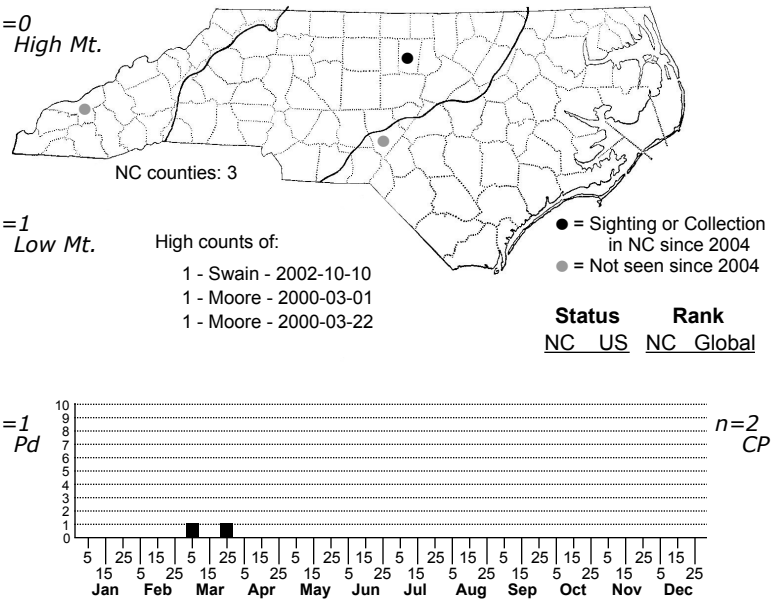 =0
High Mt.
NC counties: 3
=1
Low Mt.
High counts of:
1 - Swain - 2002-10-10
1 - Moore - 2000-03-01
1 - Moore - 2000-03-22
= Sighting or Collection
in NC since 2004
= Not seen since 2004
Status Rank
NC US NC Global
=1
Pd
n=2
CP
10
9
8
7
6
5
4
3
2
1
0
5 25 15 5 25 15 5 25 15 5 25 15 5 25 15 5 25 15
15 5 25 15 5 25 15 5 25 15 5 25 15 5 25 15 5 25
Jan Feb Mar Apr May Jun Jul Aug Sep Oct Nov Dec